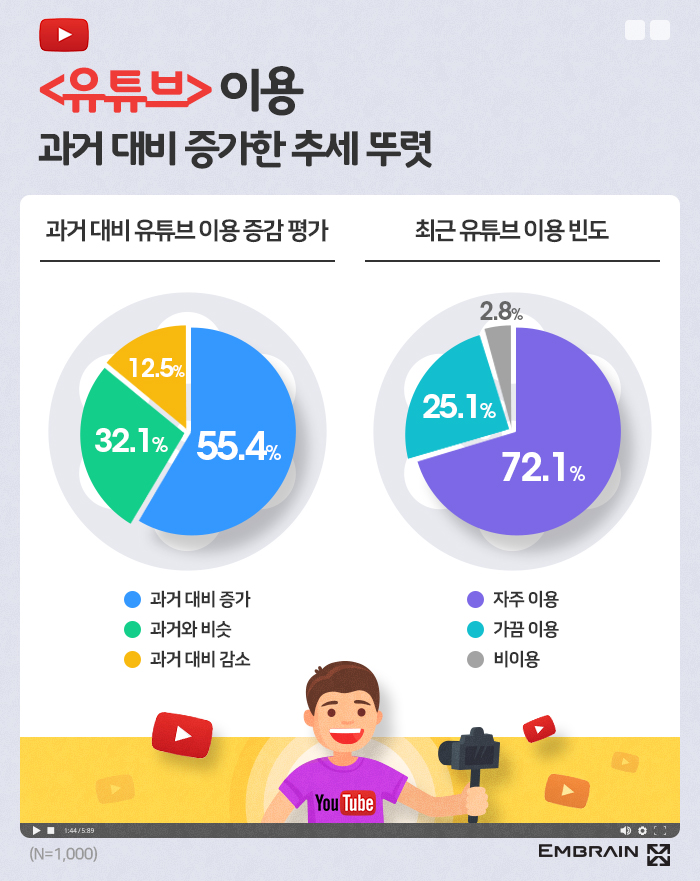 <유튜브> 이용
과거 대비 증가한 추세 뚜렷
과거 대비 유튜브 이용 증감 평가
12.5%
32.1%
55.4%
과거 대비 증가
과거와 비슷
과거 대비 감소
최근 유튜브 이용 빈도
2.8%
25.1%
72.1%
자주 이용
가끔 이용
비이용
YouTube
1:44/5:89
(N=1,000)
EMBRAIN